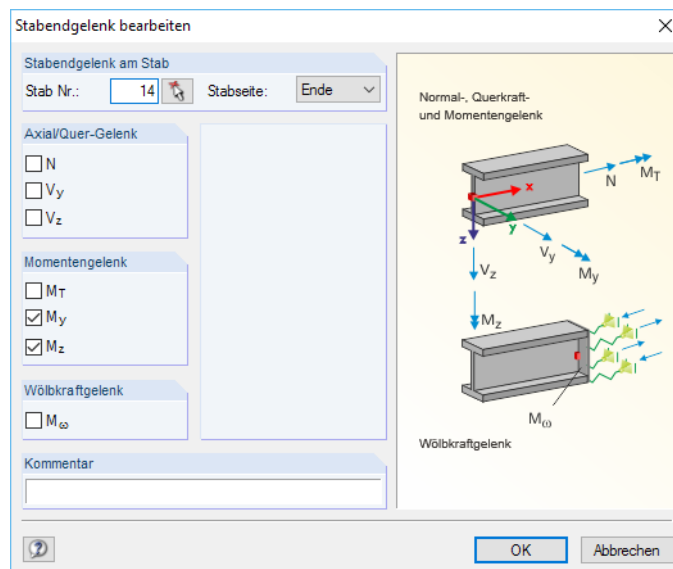 Stabendgelenk bearbeiten
Stabendgelenk am Stab
Stab Nr.: 14 Stabseite: Ende
Axial/Quer-Gelenk
N
Vy
Vz
Momentengelenk
MT
My
Mz
Wölbkraftgelenk
Mω
Kommentar
Normal-, Querkraft-
und Momentengelenk
x
y
z
N
MT
Vy
My
Vz
Mz
Mω
Wölbkraftgelenk
OK Abbrechen